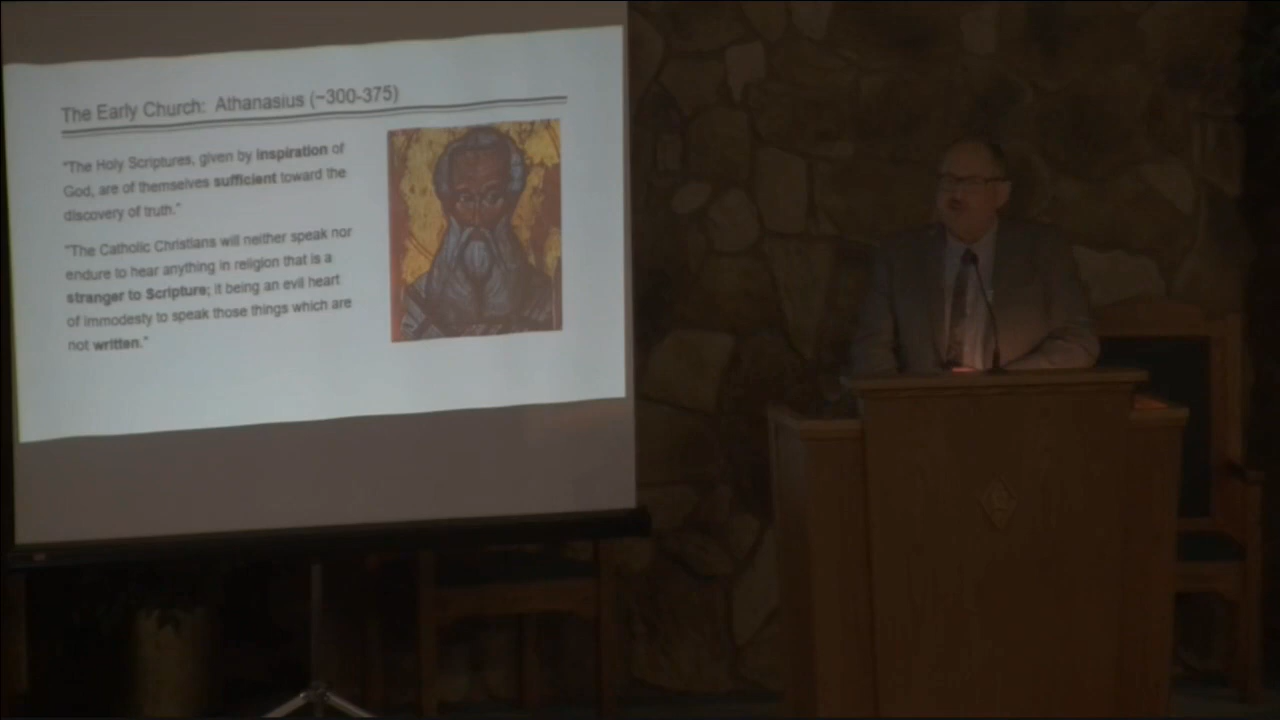 The Early Church: Athanasius (~300-375)
"The Holy Scriptures, given by inspiration of
God, are of themselves sufficient toward the
discovery of truth."
"The Catholic Christians will neither speak nor
endure to hear anything in religion that is a
stranger to Scripture; it being an evil heart
of immodesty to speak those things which are
not written."